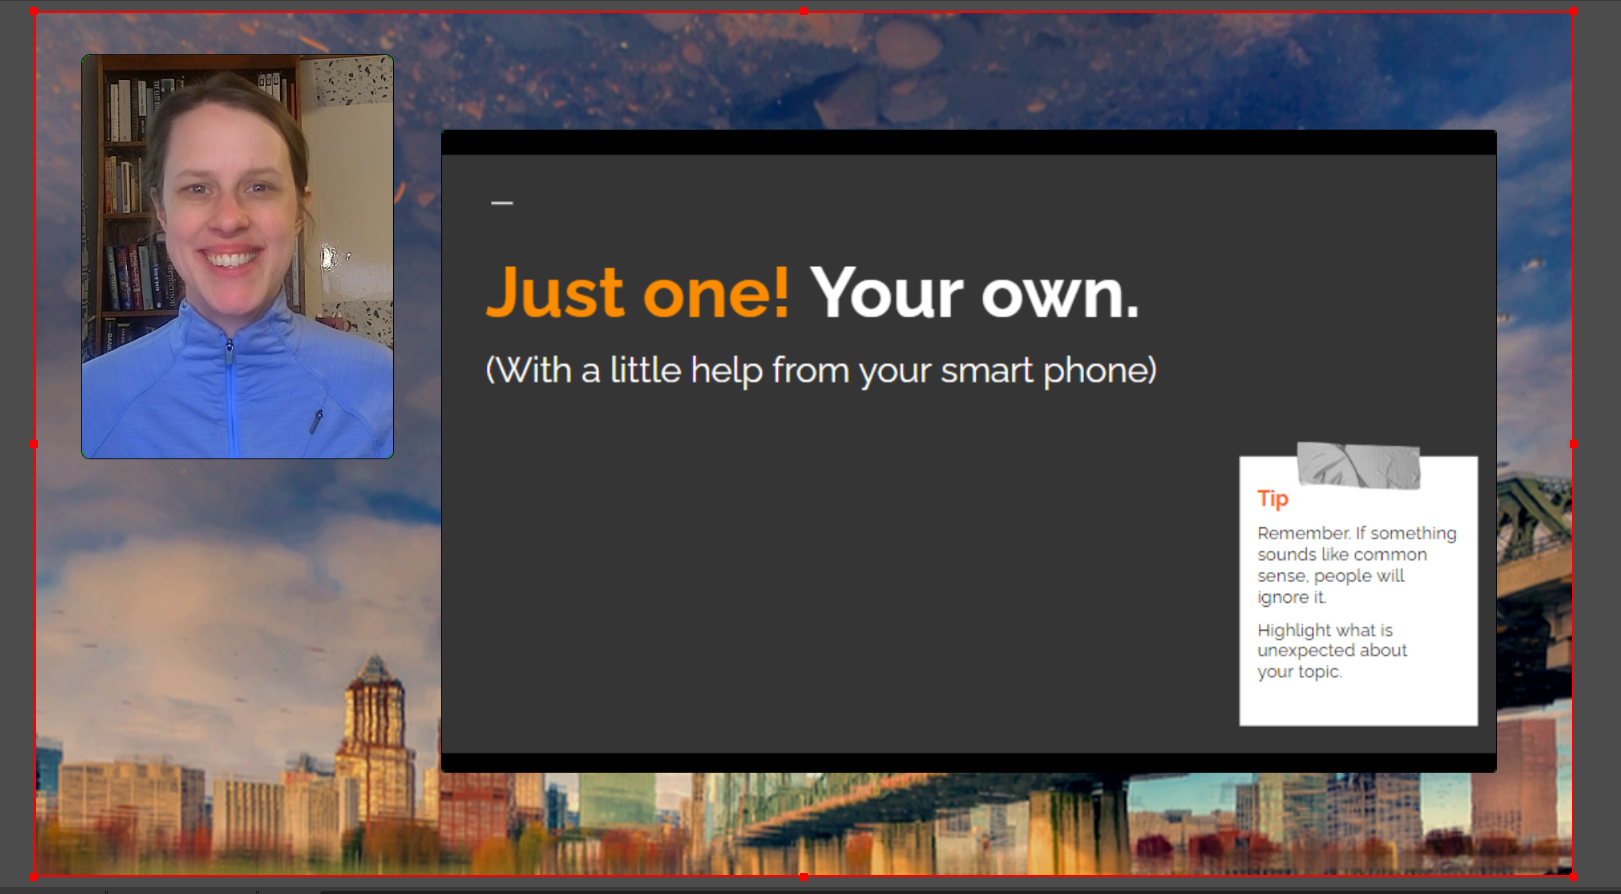 Just one! Your own.
(With a little help from your smart phone)
Tip
Remember. If something
sounds like common
sense, people will
ignore it.
Highlight what is
unexpected about
your topic.